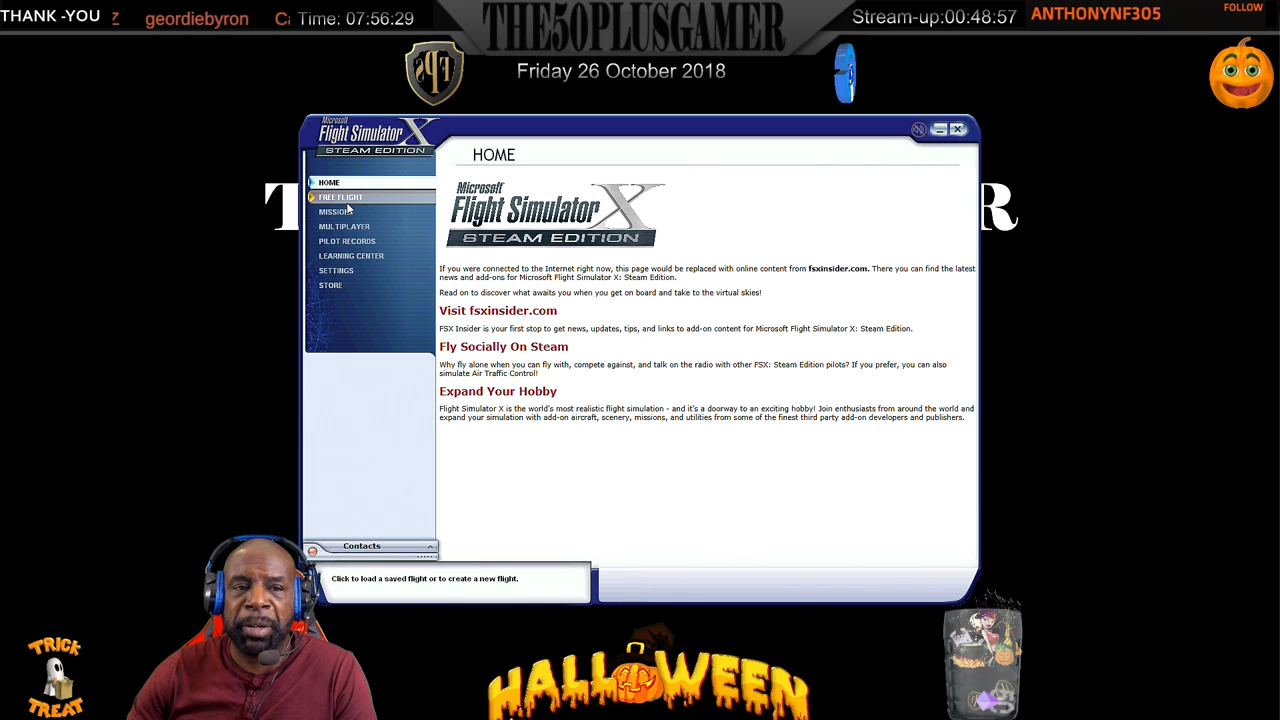 THANK -YOU
geordiebyron
Time: 07:56:29
THE50PLUSGAMER
Stream-up:00:48:57
ANTHONYNF305
FOLLOW
Friday 26 October 2018
Microsoft
Flight Simulator X
STEAM EDITION
HOME
HOME
FREE FLIGHT
MISSIONS
MULTIPLAYER
PILOT RECORDS
LEARNING CENTER
SETTINGS
STORE
T
R
Microsoft
Flight Simulator X
STEAM EDITION
If you were connected to the Internet right now, this page would be replaced with online content from fsxinsider.com. There you can find the latest
news and add-ons for Microsoft Flight Simulator X: Steam Edition.
Read on to discover what awaits you when you get on board and take to the virtual skies!
Visit fsxinsider.com
FSX Insider is your first stop to get news, updates, tips, and links to add-on content for Microsoft Flight Simulator X: Steam Edition.
Fly Socially On Steam
Why fly alone when you can fly with, compete against, and talk on the radio with other FSX: Steam Edition pilots? If you prefer, you can also
simulate Air Traffic Control!
Expand Your Hobby
Flight Simulator X is the world's most realistic flight simulation - and it's a doorway to an exciting hobby! Join enthusiasts from around the world and
expand your simulation with add-on aircraft, scenery, missions, and utilities from some of the finest third party add-on developers and publishers.
Contacts
Click to load a saved flight or to create a new flight.
TRICK
TREAT
HALLOWEEN